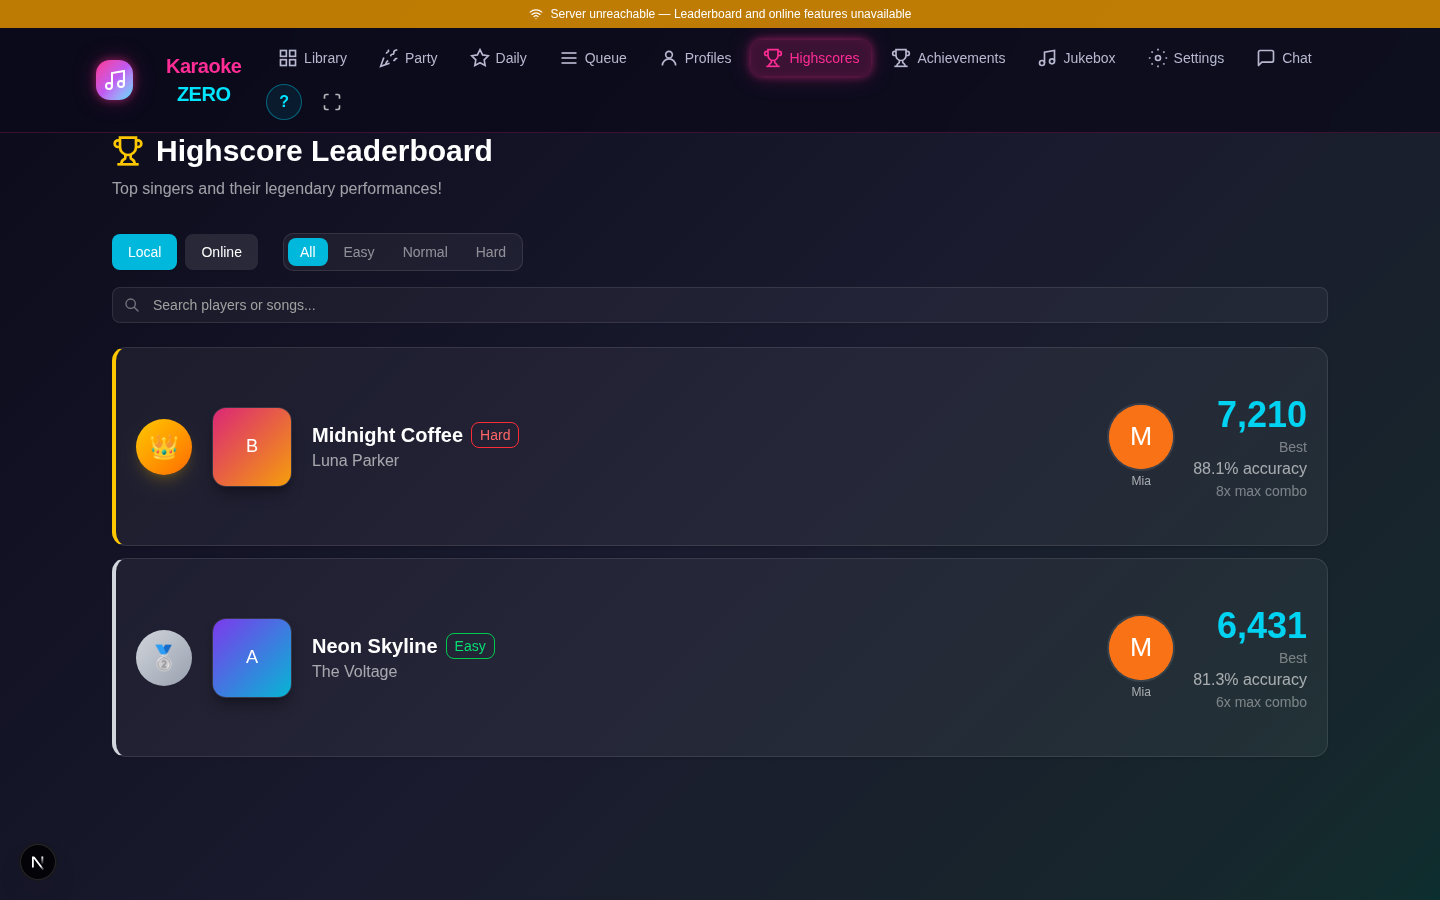 Server unreachable — Leaderboard and online features unavailable
Karaoke
ZERO
Library
Party
Daily
Queue
Profiles
Highscores
Achievements
Jukebox
Settings
Chat
?
Highscore Leaderboard
Top singers and their legendary performances!
Local
Online
All
Easy
Normal
Hard
Search players or songs...
B
Midnight Coffee
Hard
Luna Parker
M
Mia
7,210
Best
88.1% accuracy
8x max combo
2
A
Neon Skyline
Easy
The Voltage
M
Mia
6,431
Best
81.3% accuracy
6x max combo
N